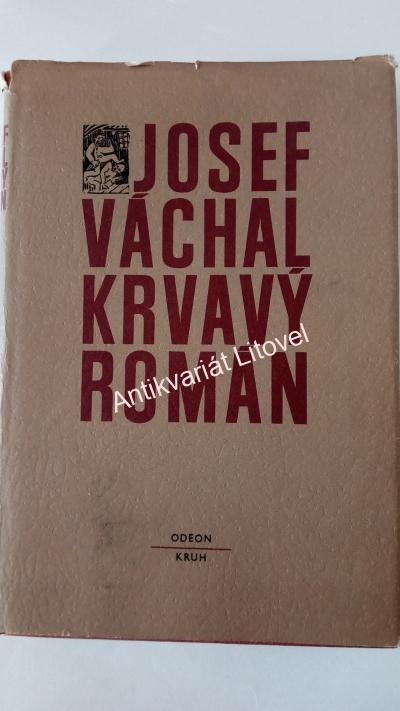 JOSEF
VÁCHAL
KRVAVÝ
ROMÁN
Antikvariát Litovel
ODEON
KRUH